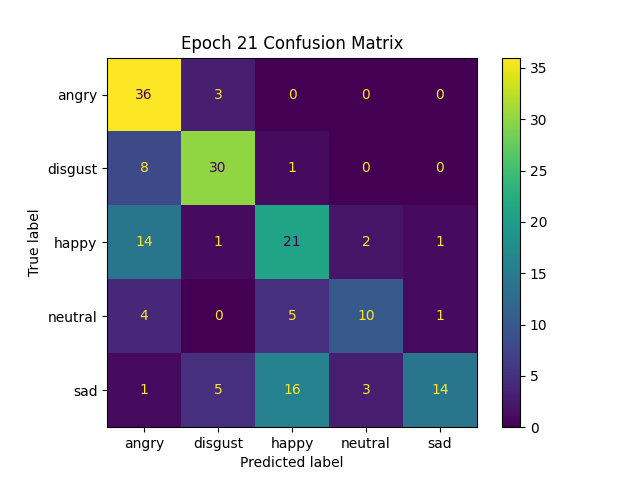 Epoch 21 Confusion Matrix
True label
angry 36 3 0 0 0
disgust 8 30 1 0 0
happy 14 1 21 2 1
neutral 4 0 5 10 1
sad 1 5 16 3 14
angry disgust happy neutral sad
Predicted label
35
30
25
20
15
10
5
0